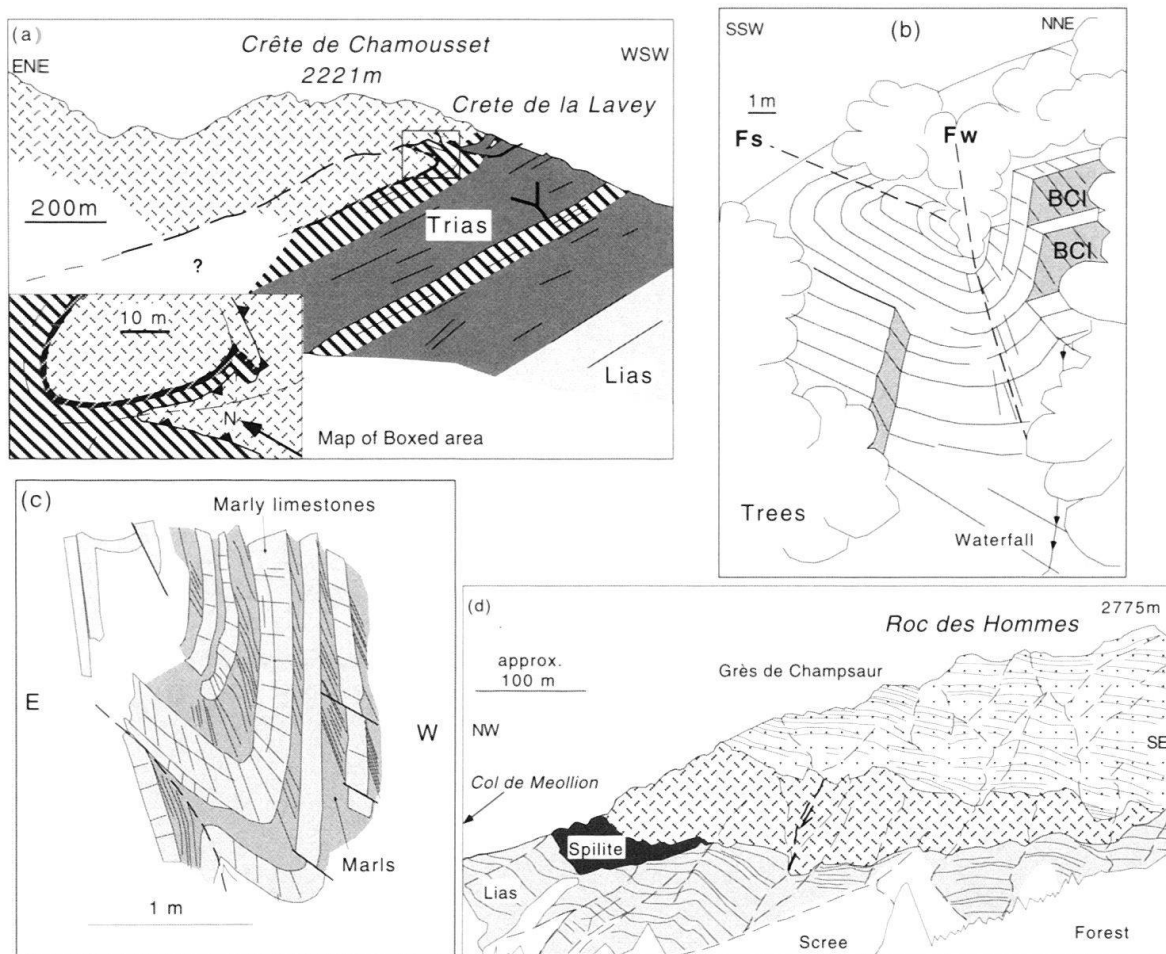 (a)
Crête de Chamousset
2221m
ENE
WSW
Crete de la Lavey
200m
Trias
?
10 m
Lias
N
Map of Boxed area
(b)
SSW
NNE
1m
Fs
Fw
BCI
BCI
Trees
Waterfall
(c)
Marly limestones
E
W
Marls
1 m
(d)
2775m
Roc des Hommes
approx.
100 m
Grès de Champsaur
NW
SE
Col de Meollion
Spilite
Lias
Scree
Forest